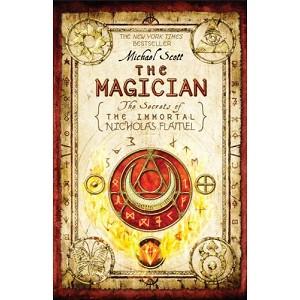 THE NEW YORK TIMES
BESTSELLER
Michael Scott
THE
MAGICIAN
The Secrets of
THE IMMORTAL
NICHOLAS FLAMEL